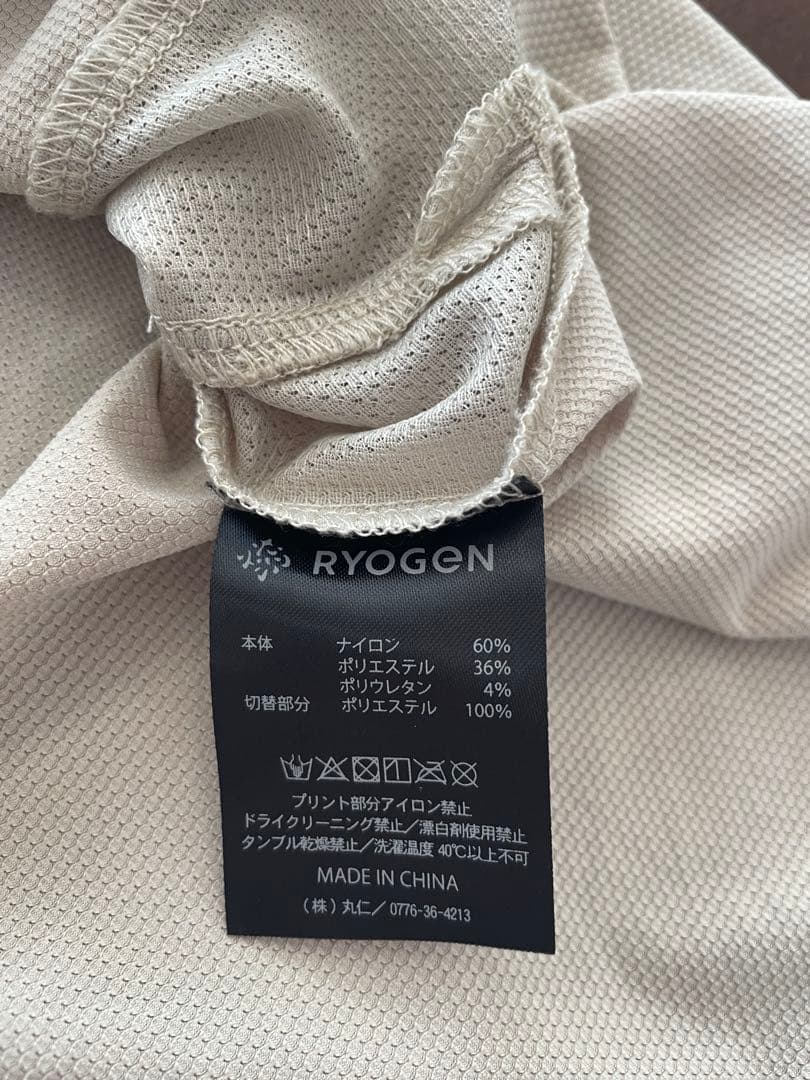 RYOGEN
本体 ナイロン 60%
ポリエステル 36%
ポリウレタン 4%
切替部分 ポリエステル 100%
プリント部分アイロン禁止
ドライクリーニング禁止／漂白剤使用禁止
タンブル乾燥禁止／洗濯温度 40℃以上不可
MADE IN CHINA
（株）丸仁／0776-36-4213